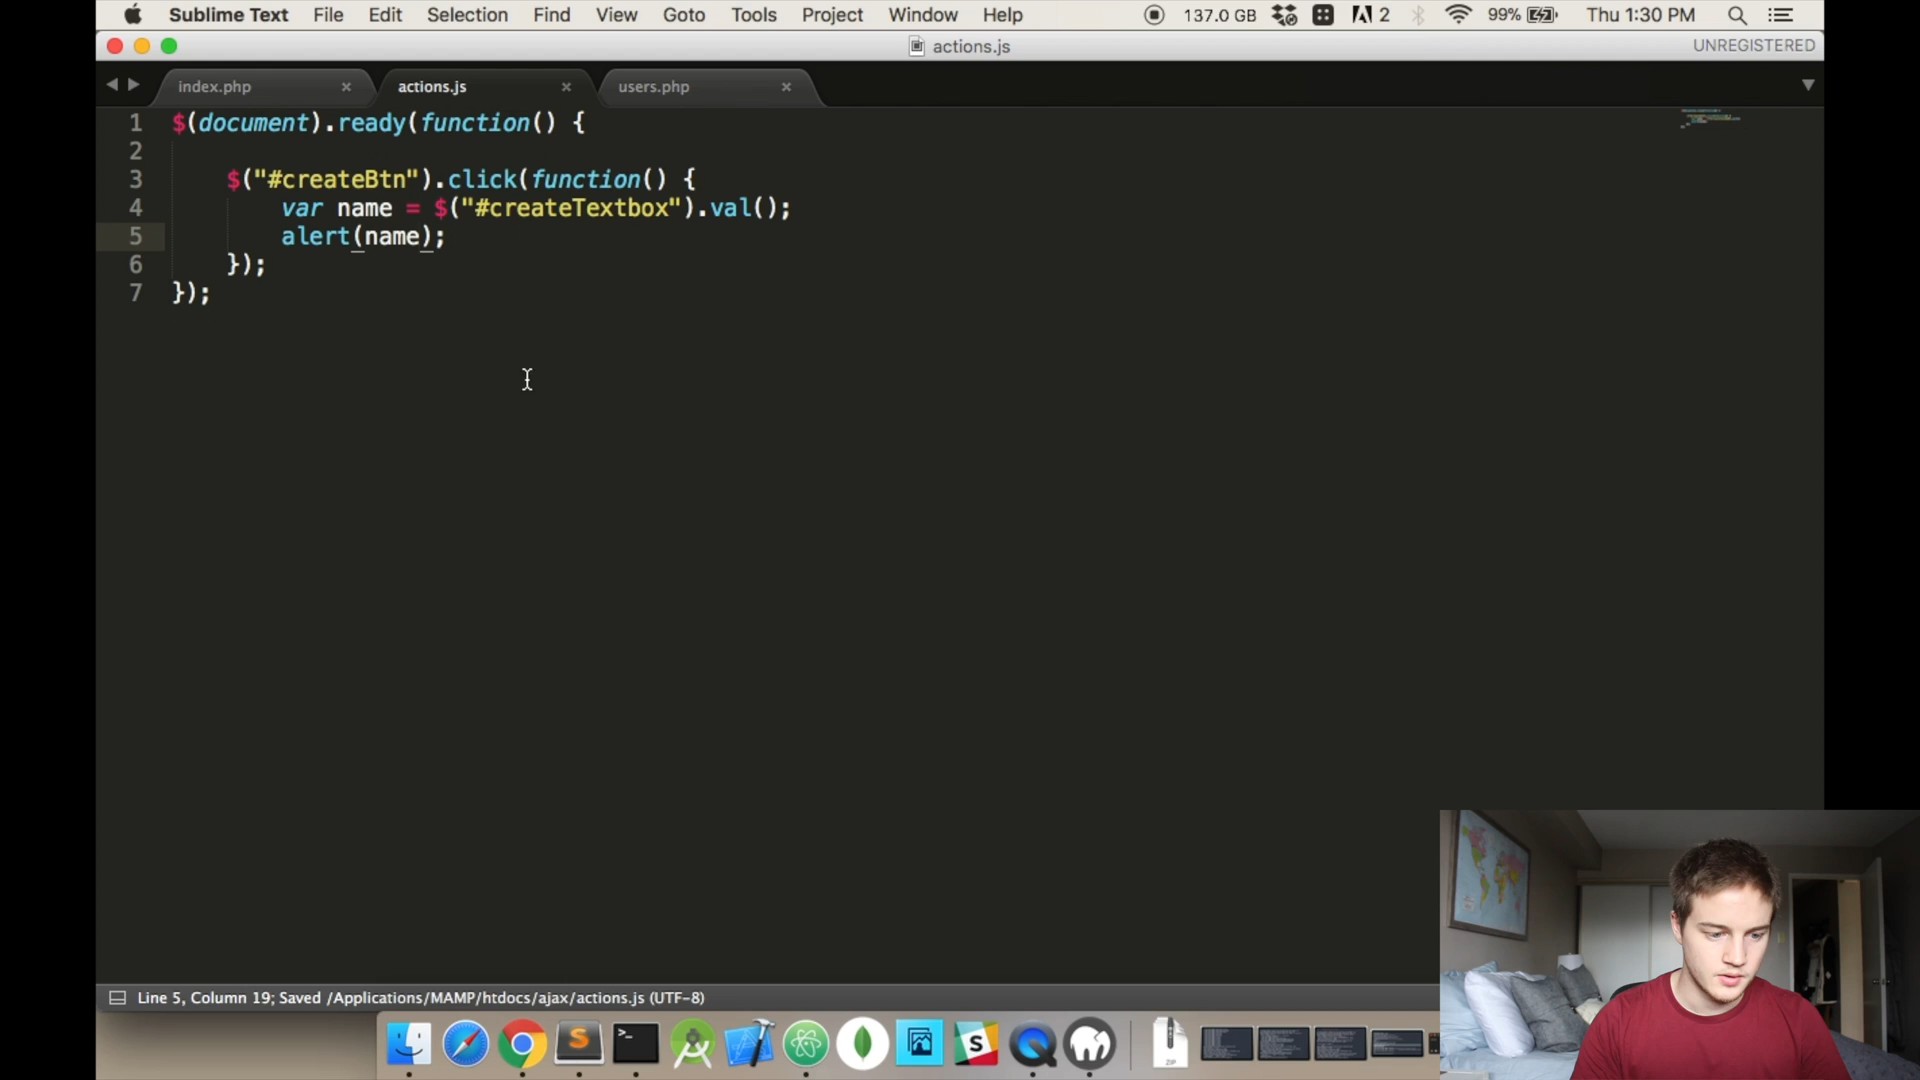 Sublime Text File Edit Selection Find View Goto Tools Project Window Help 137.0 GB 2 99% Thu 1:30 PM
actions.js UNREGISTERED
index.php × actions.js × users.php ×
1 $(document).ready(function() {
2
3 $("#createBtn").click(function() {
4 var name = $("#createTextbox").val();
5 alert(name);
6 });
7 });
Line 5, Column 19; Saved /Applications/MAMP/htdocs/ajax/actions.js (UTF-8)
S >_ S
ZIP